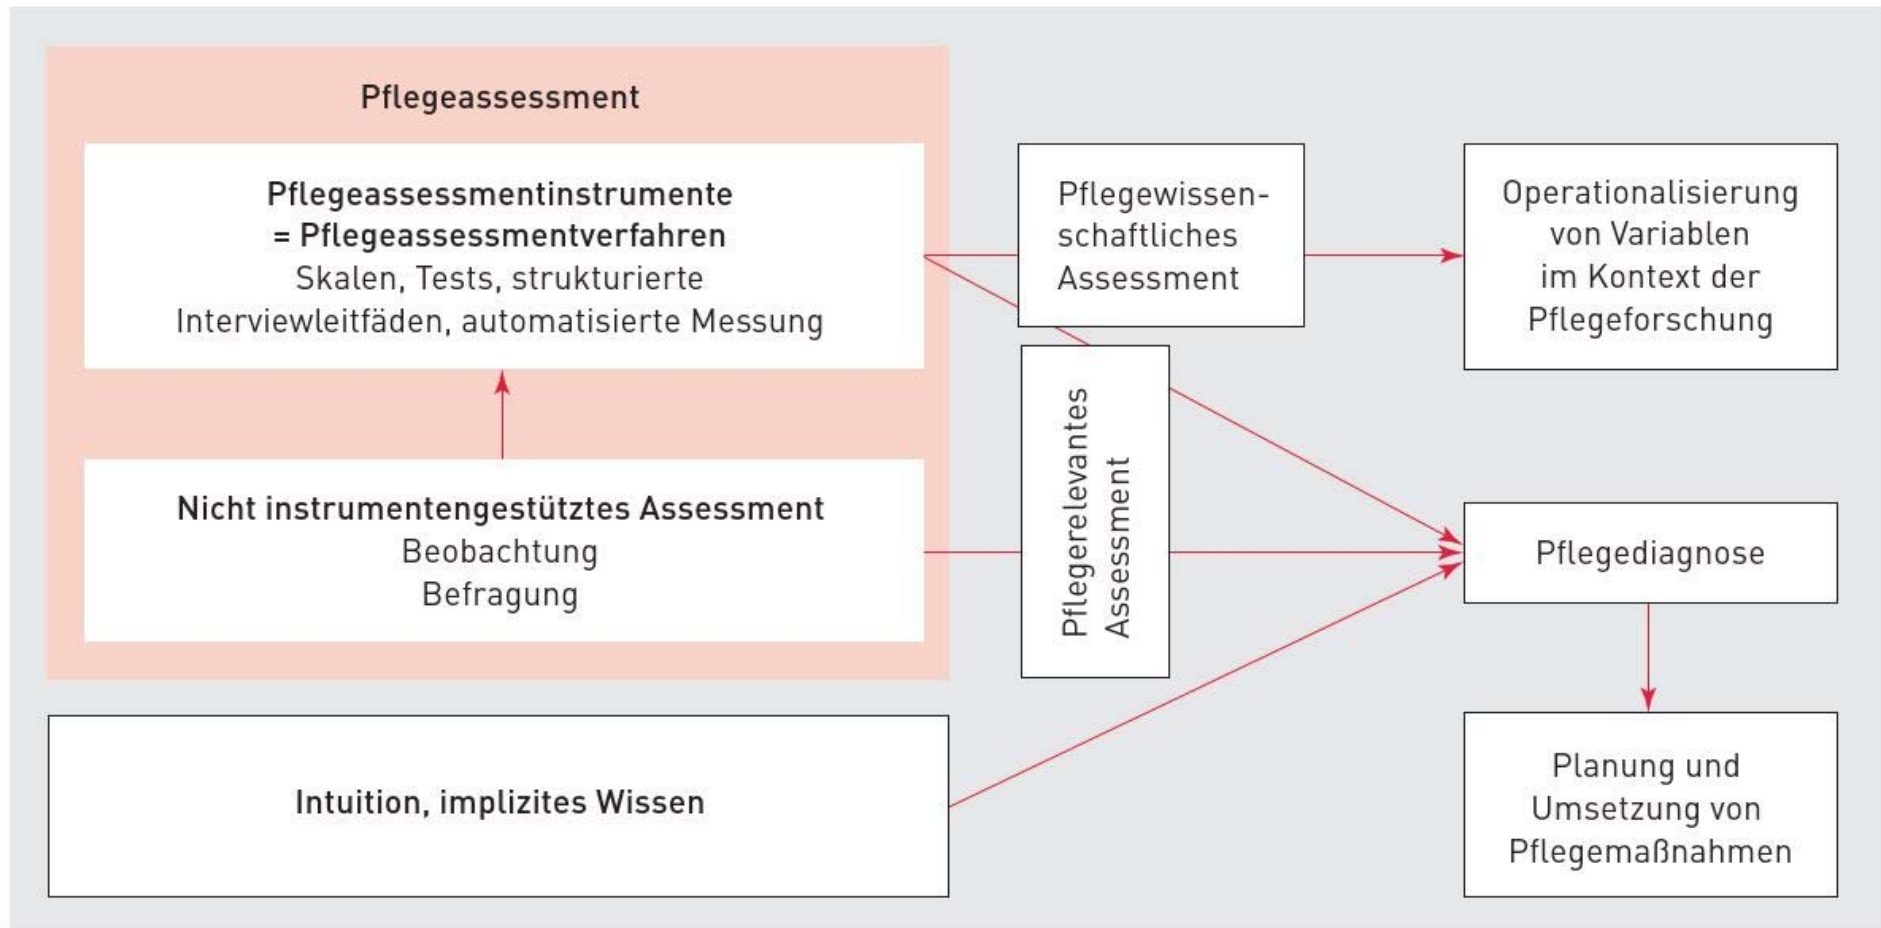 Pflegeassessment
Pflegeassessmentinstrumente
= Pflegeassessmentverfahren
Skalen, Tests, strukturierte
Interviewleitfäden, automatisierte Messung
Nicht instrumentengestütztes Assessment
Beobachtung
Befragung
Intuition, implizites Wissen
Pflegewissen-
schaftliches
Assessment
Pflegerelevantes
Assessment
Operationalisierung
von Variablen
im Kontext der
Pflegeforschung
Pflegediagnose
Planung und
Umsetzung von
Pflegemaßnahmen